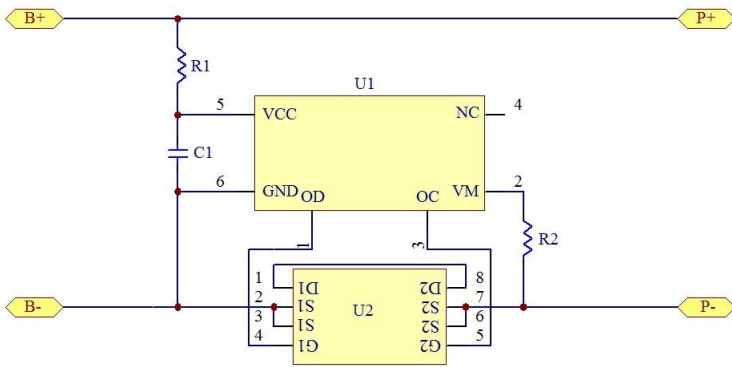 B+ P+
R1
U1
5 VCC NC 4
C1
6 GND OD OC VM 2
1 3 R2
1 D1 D2 8
B- 2 S1 U2 S2 7 P-
3 S1 S2 6
4 G1 G2 5